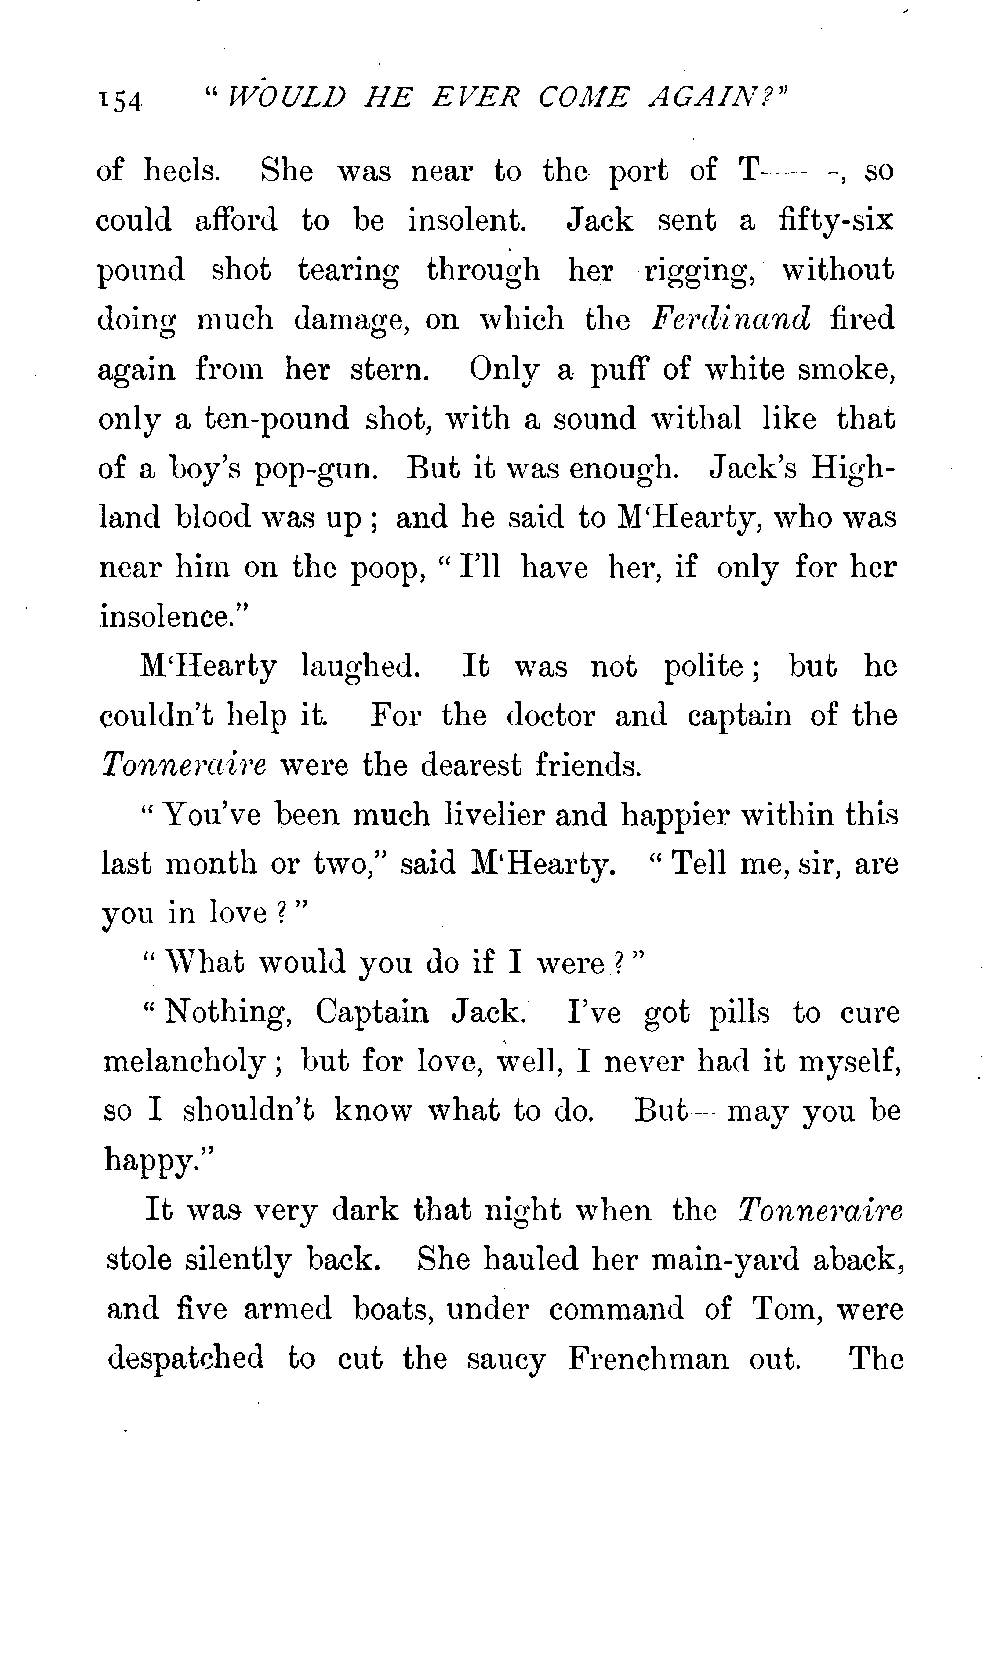 154 " WOULD HE EVER COME AGAIN?"
of heels. She was near to the port of T——, so
could afford to be insolent. Jack sent a fifty-six
pound shot tearing through her rigging, without
doing much damage, on which the Ferdinand fired
again from her stern. Only a puff of white smoke,
only a ten-pound shot, with a sound withal like that
of a boy's pop-gun. But it was enough. Jack's High-
land blood was up ; and he said to M‘Hearty, who was
near him on the poop, " I'll have her, if only for her
insolence."
M‘Hearty laughed. It was not polite ; but he
couldn't help it. For the doctor and captain of the
Tonneraire were the dearest friends.
" You've been much livelier and happier within this
last month or two," said M‘Hearty. " Tell me, sir, are
you in love ? "
" What would you do if I were ? "
" Nothing, Captain Jack. I've got pills to cure
melancholy ; but for love, well, I never had it myself,
so I shouldn't know what to do. But— may you be
happy."
It was very dark that night when the Tonneraire
stole silently back. She hauled her main-yard aback,
and five armed boats, under command of Tom, were
despatched to cut the saucy Frenchman out. The